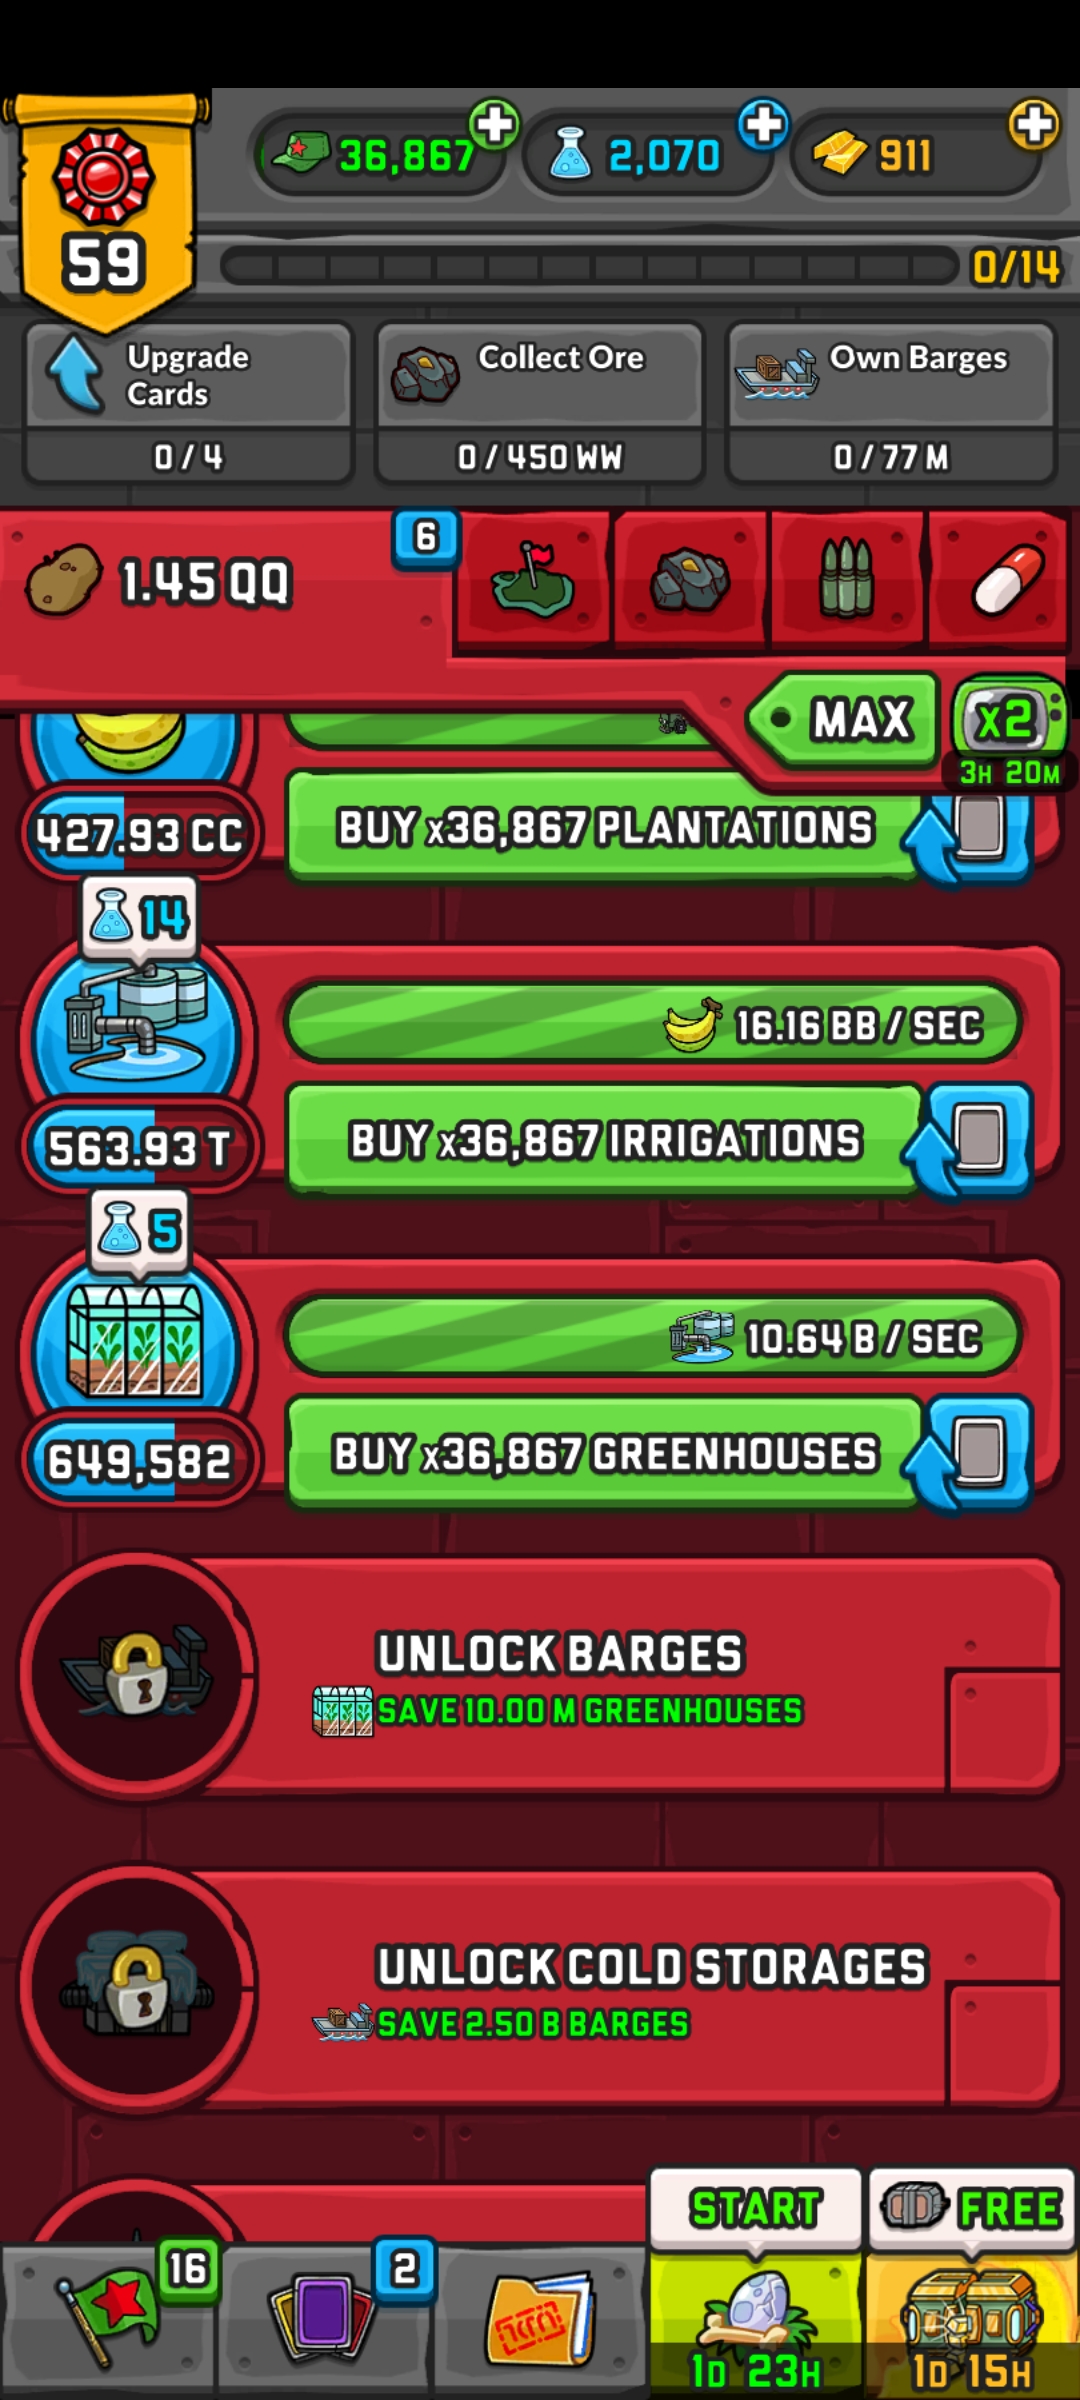 36,867
2,070
911
59
0/14
Upgrade
Cards
Collect Ore
Own Barges
0 / 4
0 / 450 WW
0 / 77 M
1.45 QQ
6
MAX
x2
3H 20M
427.93 CC
BUY x36,867 PLANTATIONS
14
16.16 BB / SEC
563.93 T
BUY x36,867 IRRIGATIONS
5
10.64 B / SEC
649,582
BUY x36,867 GREENHOUSES
UNLOCK BARGES
SAVE 10.00 M GREENHOUSES
UNLOCK COLD STORAGES
SAVE 2.50 B BARGES
START
FREE
16
2
1D 23H
1D 15H